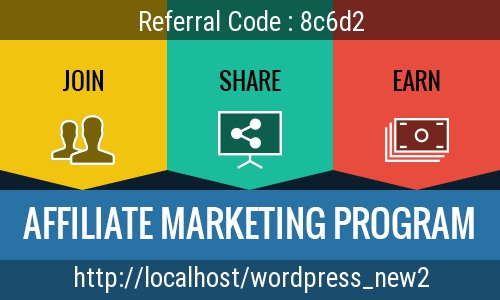 Referral Code : 8c6d2
JOIN SHARE EARN
AFFILIATE MARKETING PROGRAM
http://localhost/wordpress_new2